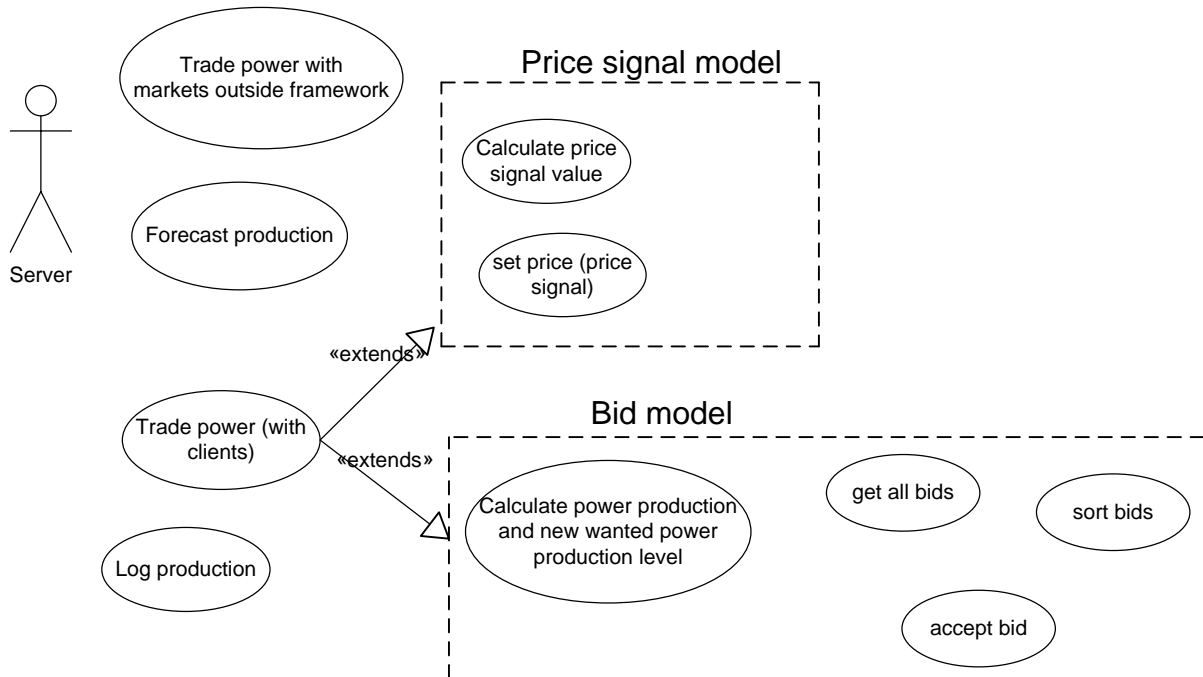 Trade power with
markets outside framework
Price signal model
Calculate price
signal value
Forecast production
set price (price
signal)
Server
«extends»
Trade power (with
clients)
Bid model
«extends»
Calculate power production
and new wanted power
production level
get all bids
sort bids
Log production
accept bid